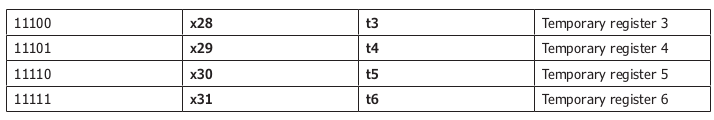 11100 x28 t3 Temporary register 3
11101 x29 t4 Temporary register 4
11110 x30 t5 Temporary register 5
11111 x31 t6 Temporary register 6